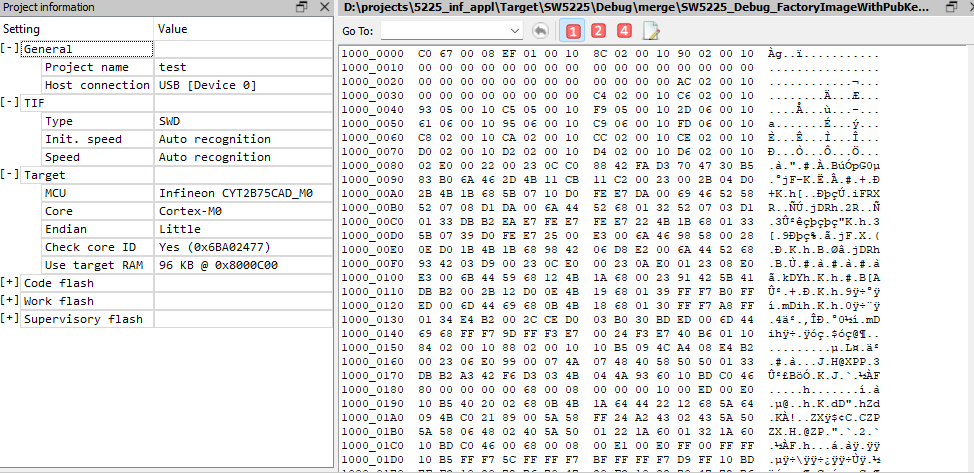 Project information
Setting Value
[-] General
Project name test
Host connection USB [Device 0]
[-] TIF
Type SWD
Init. speed Auto recognition
Speed Auto recognition
[-] Target
MCU Infineon CYT2B75CAD_M0
Core Cortex-M0
Endian Little
Check core ID Yes (0x6BA02477)
Use target RAM 96 KB @ 0x8000C00
[+] Code flash
[+] Work flash
[+] Supervisory flash
D:\projects\5225_inf_appl\Target\SW5225\Debug\merge\SW5225_Debug_FactoryImageWithPubKe...
Go To: 1 2 4
1000_0000 C0 67 00 08 EF 01 00 10 8C 02 00 10 90 02 00 10 Àg..ï...........
1000_0010 00 00 00 00 00 00 00 00 00 00 00 00 00 00 00 00 ................
1000_0020 00 00 00 00 00 00 00 00 00 00 00 00 AC 02 00 10 ............¬...
1000_0030 00 00 00 00 00 00 00 00 C4 02 00 10 C6 02 00 10 ........Ä...Æ...
1000_0040 93 05 00 10 C5 05 00 10 F9 05 00 10 2D 06 00 10 ....Å...ù...-...
1000_0050 61 06 00 10 95 06 00 10 C9 06 00 10 FD 06 00 10 a.......É...ý...
1000_0060 C8 02 00 10 CA 02 00 10 CC 02 00 10 CE 02 00 10 È...Ê...Ì...Î...
1000_0070 D0 02 00 10 D2 02 00 10 D4 02 00 10 D6 02 00 10 Ð...Ò...Ô...Ö...
1000_0080 02 E0 00 22 00 23 0C C0 88 42 FA D3 70 47 30 B5 .à.".#.À.BúÓpG0µ
1000_0090 83 B0 6A 46 2D 4B 11 CB 11 C2 00 23 00 2B 04 D0 .°jF-K.Ë.Â.#.+.Ð
1000_00A0 2B 4B 1B 68 5B 07 10 D0 FE E7 DA 00 69 46 52 58 +K.h[..ÐþçÚ.iFRX
1000_00B0 52 07 08 D1 DA 00 6A 44 52 68 01 32 52 07 03 D1 R..ÑÚ.jDRh.2R..Ñ
1000_00C0 01 33 DB B2 EA E7 FE E7 FE E7 22 4B 1B 68 01 33 .3Û²êçþçþç"K.h.3
1000_00D0 5B 07 39 D0 FE E7 25 00 E3 00 6A 46 98 58 00 28 [.9Ðþç%.ã.jF.X.(
1000_00E0 0E D0 1B 4B 1B 68 98 42 06 D8 E2 00 6A 44 52 68 .Ð.K.h.B.Øâ.jDRh
1000_00F0 93 42 03 D9 00 23 0C E0 00 23 0A E0 01 23 08 E0 .B.Ù.#.à.#.à.#.à
1000_0100 E3 00 6B 44 59 68 12 4B 1A 68 00 23 91 42 5B 41 ã.kDYh.K.h.#.B[A
1000_0110 DB B2 00 2B 12 D0 0E 4B 19 68 01 39 FF F7 B0 FF Û².+.Ð.K.h.9ÿ÷°ÿ
1000_0120 ED 00 6D 44 69 68 0B 4B 18 68 01 30 FF F7 A8 FF í.mDih.K.h.0ÿ÷¨ÿ
1000_0130 01 34 E4 B2 00 2C CE D0 03 B0 30 BD ED 00 6D 44 .4ä².,ÎÐ.°0½í.mD
1000_0140 69 68 FF F7 9D FF F3 E7 00 24 F3 E7 40 B6 01 10 ihÿ÷.ÿóç.$óç@¶..
1000_0150 84 02 00 10 88 02 00 10 10 B5 09 4C A4 08 E4 B2 .........µ.L¤.ä²
1000_0160 00 23 06 E0 99 00 07 4A 07 48 40 58 50 50 01 33 .#.à...J.H@XPP.3
1000_0170 DB B2 A3 42 F6 D3 03 4B 04 4A 93 60 10 BD C0 46 Û²£BöÓ.K.J.`.½ÀF
1000_0180 80 00 00 00 00 68 00 08 00 00 00 10 00 ED 00 E0 .....h.......í.à
1000_0190 10 B5 40 20 02 68 0B 4B 1A 64 44 22 12 68 5A 64 .µ@ .h.K.dD".hZd
1000_01A0 09 4B C0 21 89 00 5A 58 FF 24 A2 43 02 43 5A 50 .KÀ!..ZXÿ$¢C.CZP
1000_01B0 5A 58 06 48 02 40 5A 50 01 22 1A 60 01 32 1A 60 ZX.H.@ZP.".`.2.`
1000_01C0 10 BD C0 46 00 68 00 08 00 E1 00 E0 FF 00 FF FF .½ÀF.h...á.àÿ.ÿÿ
1000_01D0 10 B5 FF F7 5C FF FF F7 BF FF FF F7 D9 FF 10 BD .µÿ÷\ÿÿ÷¿ÿÿ÷Ùÿ.½